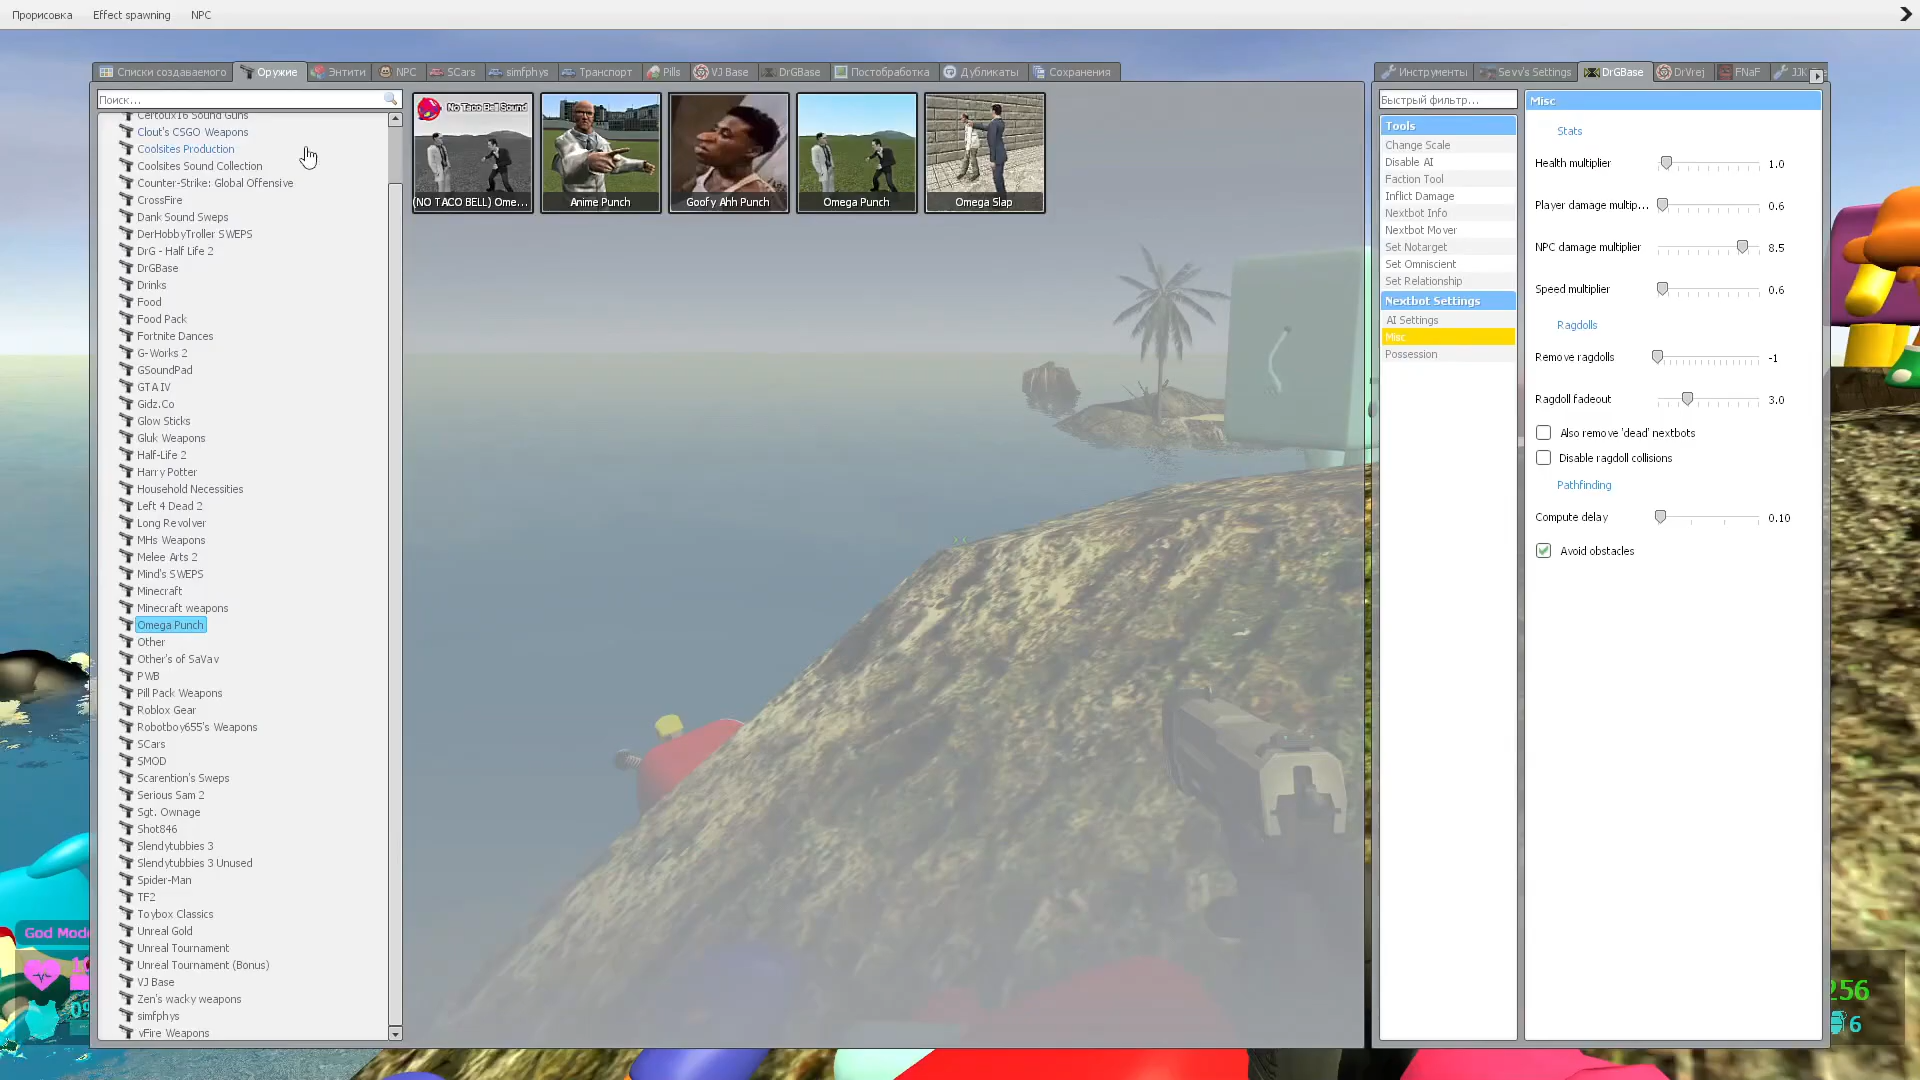 Прорисовка
Effect spawning
NPC
Списки создаваемого
Оружие
Энтити
NPC
SCars
simfphys
Транспорт
Pills
VJ Base
DrGBase
Постобработка
Дубликаты
Сохранения
Инструменты
Sevv's Settings
DrGBase
DrVrej
FNaF
Поиск...
Certoux16 Sound Guns
Clout's CSGO Weapons
Coolsites Production
Coolsites Sound Collection
Counter-Strike: Global Offensive
CrossFire
Dank Sound Sweps
DerHobbyTroller SWEPS
DrG - Half Life 2
DrGBase
Drinks
Food
Food Pack
Fortnite Dances
G-Works 2
GSoundPad
GTA IV
Gidz.Co
Glow Sticks
Gluk Weapons
Half-Life 2
Harry Potter
Household Necessities
Left 4 Dead 2
Long Revolver
MHs Weapons
Melee Arts 2
Mind's SWEPS
Minecraft
Minecraft weapons
Omega Punch
Other
Other's of SaVav
PWB
Pill Pack Weapons
Roblox Gear
Robotboy655's Weapons
SCars
SMOD
Scarention's Sweps
Serious Sam 2
Sgt. Ownage
Shot846
Slendytubbies 3
Slendytubbies 3 Unused
Spider-Man
TF2
Toybox Classics
Unreal Gold
Unreal Tournament
Unreal Tournament (Bonus)
VJ Base
Zen's wacky weapons
simfphys
vFire Weapons
No Taco Bell Sound
(NO TACO BELL) Ome...
Anime Punch
Goofy Ahh Punch
Omega Punch
Omega Slap
Быстрый фильтр...
Tools
Change Scale
Disable AI
Faction Tool
Inflict Damage
Nextbot Info
Nextbot Mover
Set Notarget
Set Omniscient
Set Relationship
Nextbot Settings
AI Settings
Misc
Possession
Misc
Stats
Health multiplier 1.0
Player damage multip... 0.6
NPC damage multiplier 8.5
Speed multiplier 0.6
Ragdolls
Remove ragdolls -1
Ragdoll fadeout 3.0
Also remove 'dead' nextbots
Disable ragdoll collisions
Pathfinding
Compute delay 0.10
Avoid obstacles
God Mode
256
6